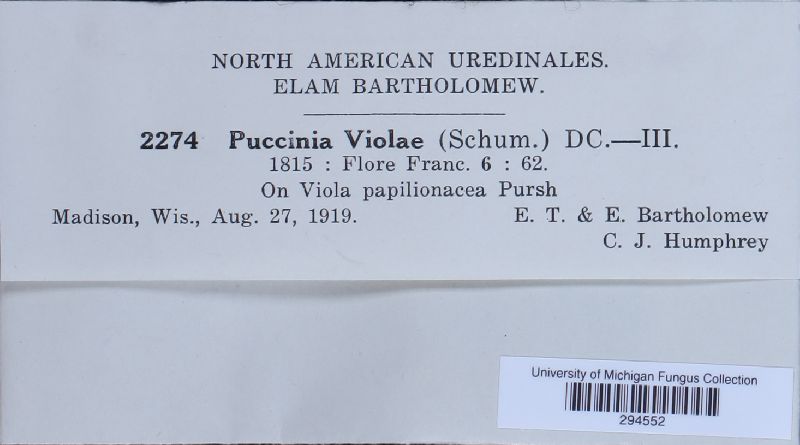 NORTH AMERICAN UREDINALES.
ELAM BARTHOLOMEW.
2274 Puccinia Violae (Schum.) DC.—III.
1815 : Flore Franc. 6 : 62.
On Viola papilionacea Pursh
Madison, Wis., Aug. 27, 1919. E. T. & E. Bartholomew
C. J. Humphrey
University of Michigan Fungus Collection
294552